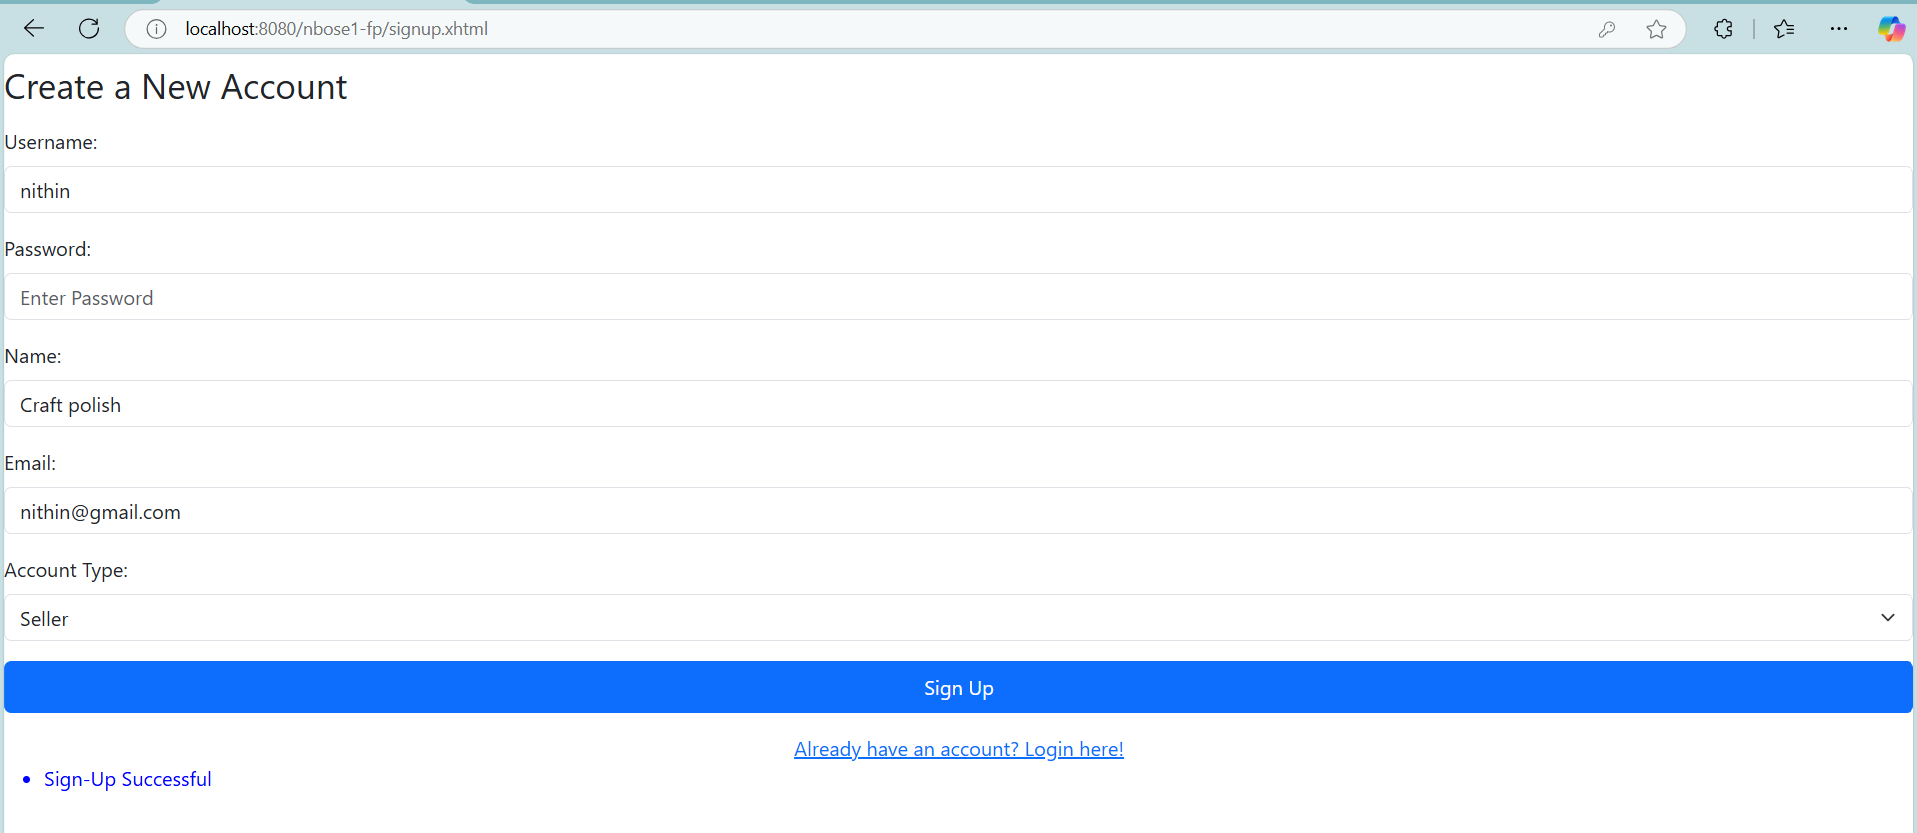 localhost:8080/nbose1-fp/signup.xhtml
Create a New Account
Username:
nithin
Password:
Enter Password
Name:
Craft polish
Email:
nithin@gmail.com
Account Type:
Seller
Sign Up
Already have an account? Login here!
Sign-Up Successful